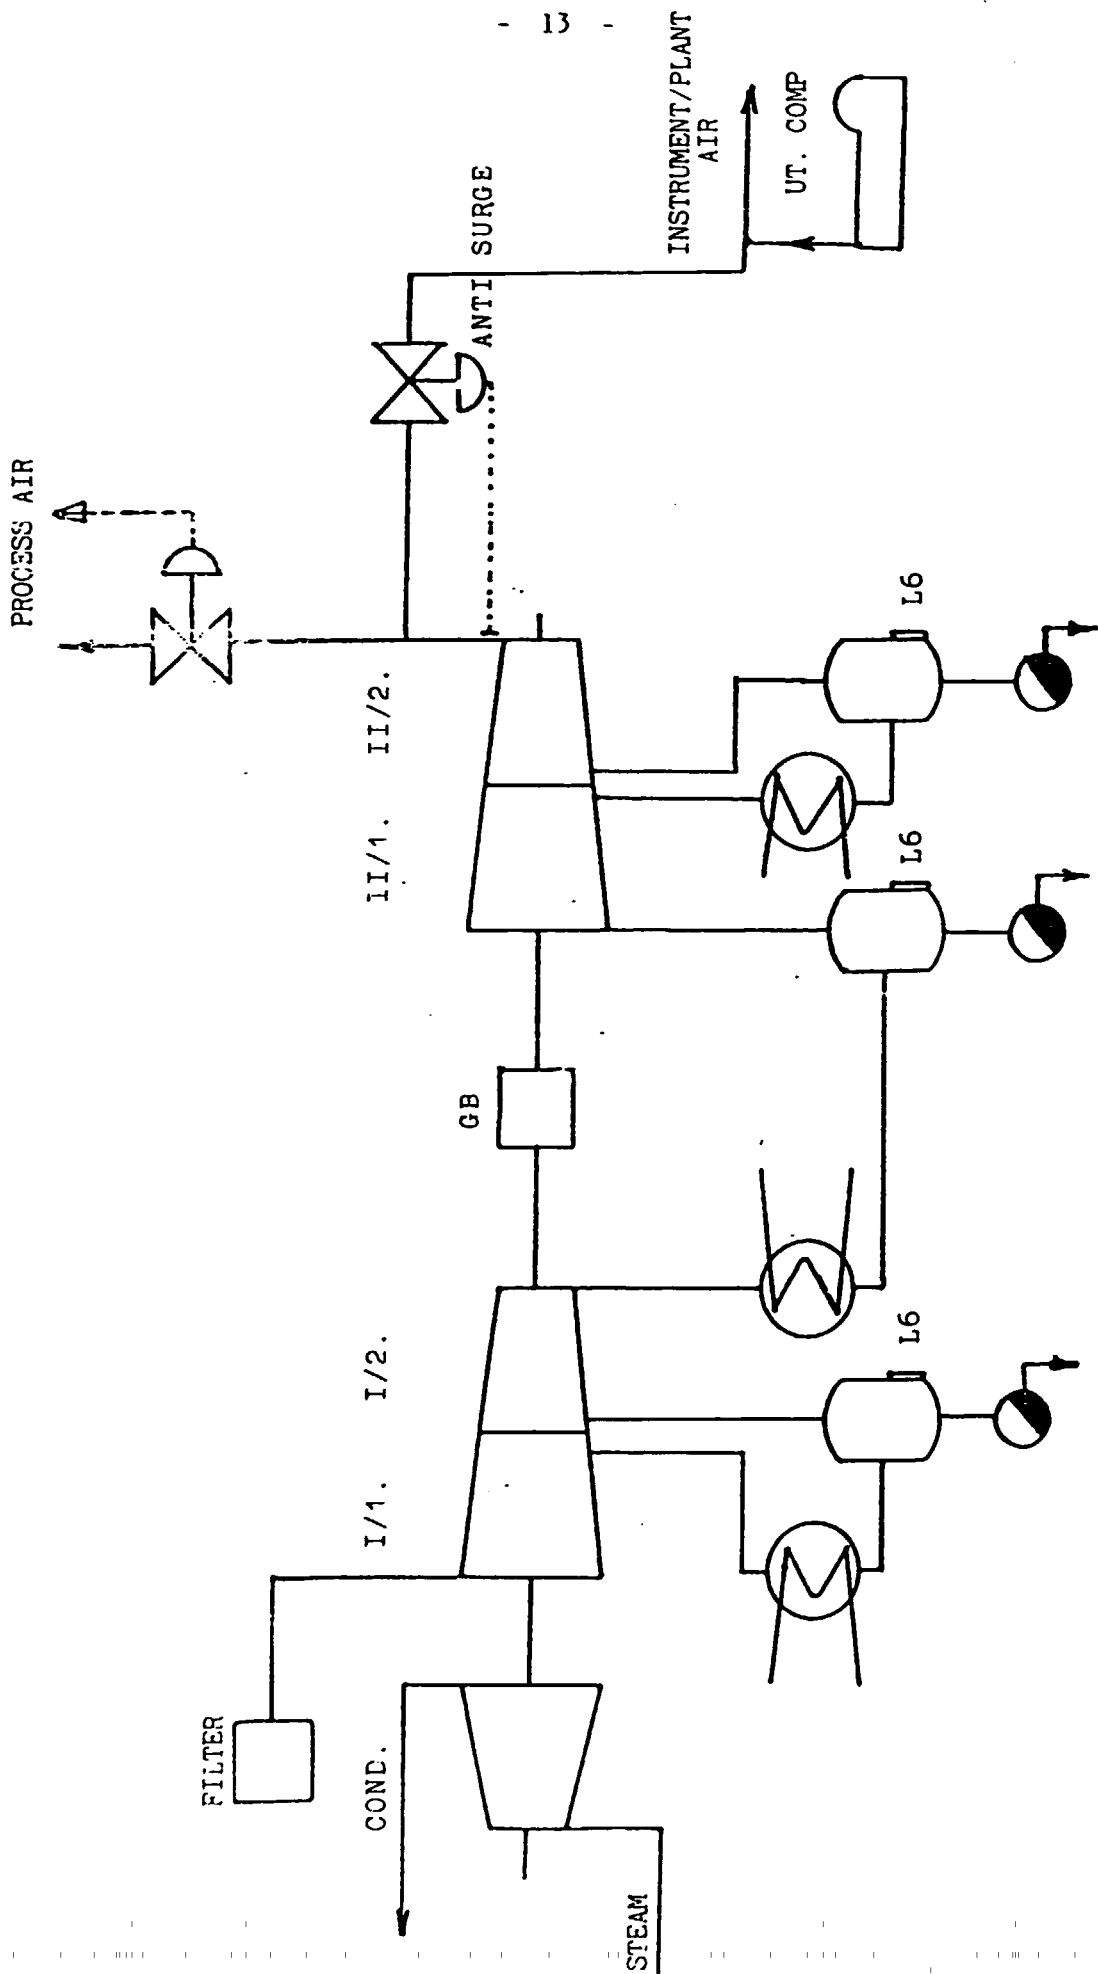 - 13 -
PROCESS AIR
INSTRUMENT/PLANT
AIR
UT. COMP
ANTI SURGE
II/1. II/2.
L6
L6
GB
I/1. I/2.
L6
FILTER
COND.
STEAM